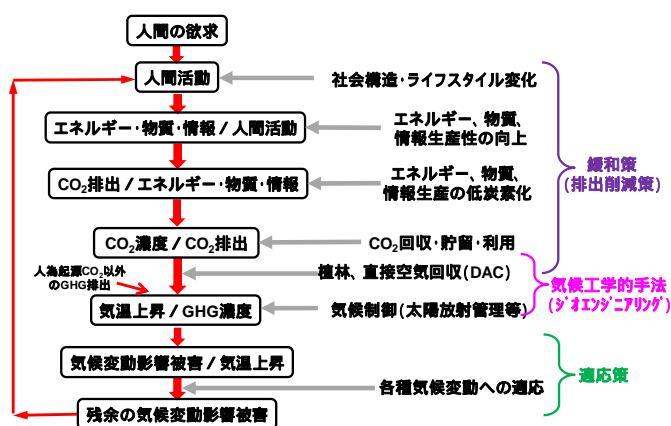 人間の欲求
人間活動
社会構造・ライフスタイル変化
エネルギー・物質・情報 / 人間活動
エネルギー、物質、
情報生産性の向上
緩和策
(排出削減策)
CO2排出 / エネルギー・物質・情報
エネルギー、物質、
情報生産の低炭素化
CO2濃度 / CO2排出
CO2回収・貯留・利用
人為起源CO2以外
のGHG排出
植林、直接空気回収(DAC)
気候工学的手法
(ジオエンジニアリング)
気温上昇 / GHG濃度
気候制御(太陽放射管理等)
気候変動影響被害 / 気温上昇
適応策
各種気候変動への適応
残余の気候変動影響被害